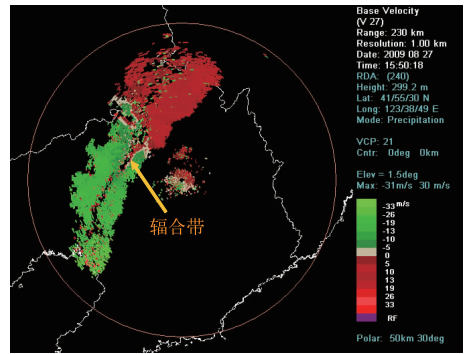 Base Velocity
(V 27)
Range: 230 km
Resolution: 1.00 km
Date: 2009 08 27
Time: 15:50:18
RDA: (240)
Height: 299.2 m
Lat: 41/55/30 N
Long: 123/38/49 E
Mode: Precipitation
VCP: 21
Cntr: 0deg 0km
Elev = 1.5deg
Max: -31m/s 30 m/s
m/s
-33
-26
-19
-13
-10
-5
0
5
10
13
19
26
33
RF
Polar: 50km 30deg
辐合带